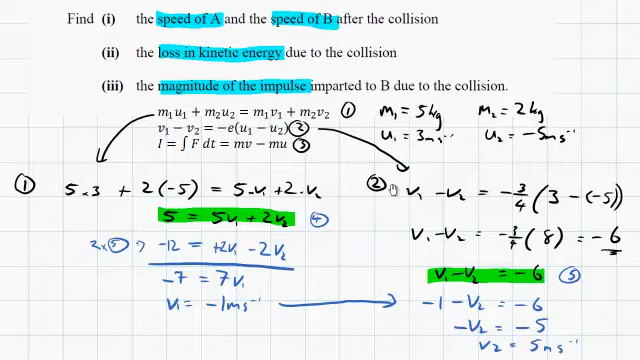 Find (i) the speed of A and the speed of B after the collision
(ii) the loss in kinetic energy due to the collision
(iii) the magnitude of the impulse imparted to B due to the collision.
m₁u₁ + m₂u₂ = m₁v₁ + m₂v₂ ①
v₁ − v₂ = −e(u₁ − u₂) ②
I = ∫ F dt = mv − mu ③
m₁ = 5kg m₂ = 2kg
u₁ = 3ms⁻¹ u₂ = −5ms⁻¹
① 5×3 + 2(−5) = 5·v₁ + 2·v₂
5 = 5v₁ + 2v₂ ④
2×⑤ ⇒ −12 = +2v₁ − 2v₂
−7 = 7v₁
v₁ = −1ms⁻¹
② v₁ − v₂ = −3/4 (3 − (−5))
v₁ − v₂ = −3/4 (8) = −6
v₁ − v₂ = −6 ⑤
−1 − v₂ = −6
−v₂ = −5
v₂ = 5ms⁻¹